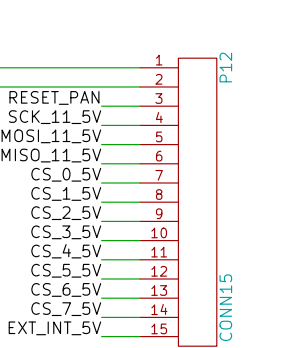 1
P12
2
RESET_PAN 3
SCK_11_5V 4
MOSI_11_5V 5
MISO_11_5V 6
CS_0_5V 7
CS_1_5V 8
CS_2_5V 9
CS_3_5V 10
CS_4_5V 11
CS_5_5V 12
CS_6_5V 13
CS_7_5V 14
EXT_INT_5V 15
CONN15